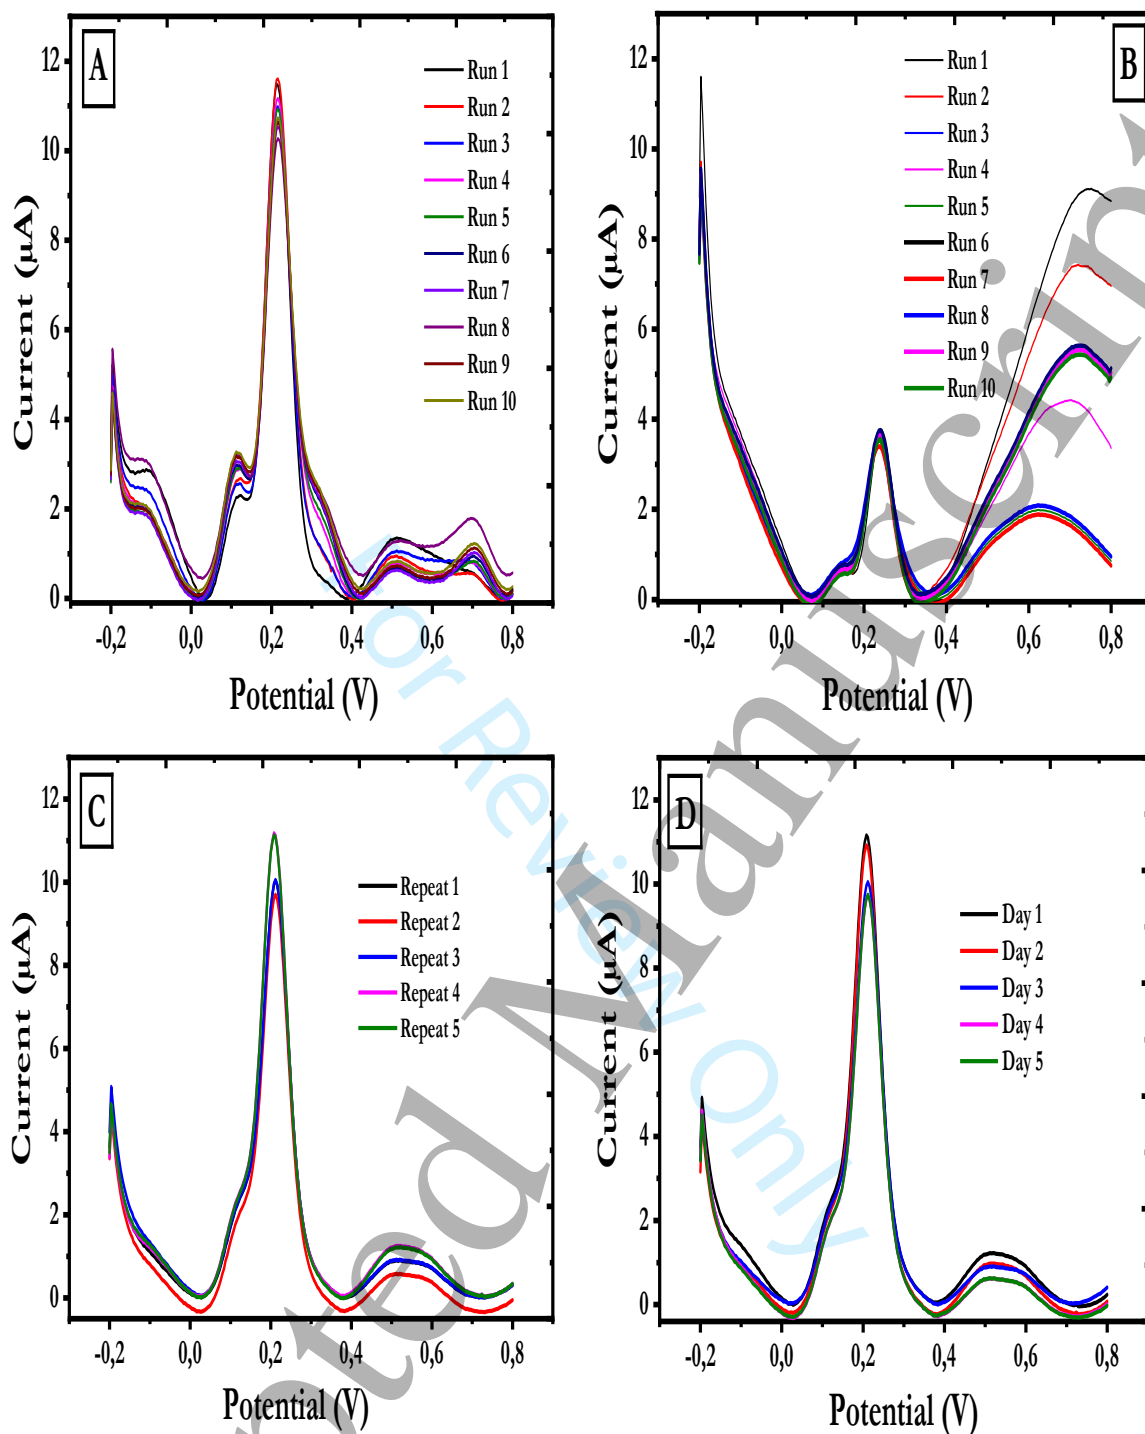 A
Run 1
Run 2
Run 3
Run 4
Run 5
Run 6
Run 7
Run 8
Run 9
Run 10
12
10
8
6
4
2
0
-0,2 0,0 0,2 0,4 0,6 0,8
Current (µA)
Potential (V)
B
Run 1
Run 2
Run 3
Run 4
Run 5
Run 6
Run 7
Run 8
Run 9
Run 10
12
10
8
6
4
2
0
-0,2 0,0 0,2 0,4 0,6 0,8
Current (µA)
Potential (V)
C
Repeat 1
Repeat 2
Repeat 3
Repeat 4
Repeat 5
12
10
8
6
4
2
0
-0,2 0,0 0,2 0,4 0,6 0,8
Current (µA)
Potential (V)
D
Day 1
Day 2
Day 3
Day 4
Day 5
12
10
8
6
4
2
0
-0,2 0,0 0,2 0,4 0,6 0,8
Current (µA)
Potential (V)
For Review Only
pted Manuscrip